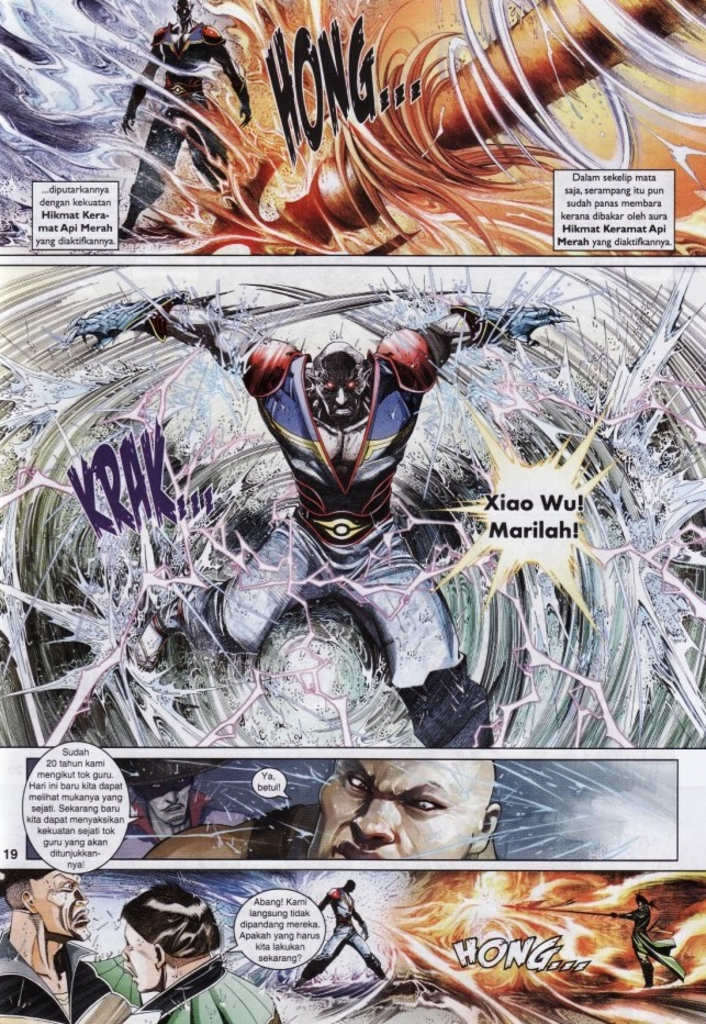 HONG...
...diputarkannya
dengan kekuatan
Hikmat Kera-
mat Api Merah
yang diaktifkannya.
Dalam sekelip mata
saja, serampang itu pun
sudah panas membara
kerana dibakar oleh aura
Hikmat Keramat Api
Merah yang diaktifkannya.
KRAK...
Xiao Wu!
Marilah!
Sudah
20 tahun kami
mengikut tok guru.
Hari ini baru kita dapat
melihat mukanya yang
sejati. Sekarang baru
dapat menyaksikan
kekuatan sejati tok
guru yang akan
ditunjukkan-
nya!
Ya,
betul!
19
Abang! Kami
langsung tidak
dipandang mereka.
Apakah yang harus
kita lakukan
sekarang?
HONG...